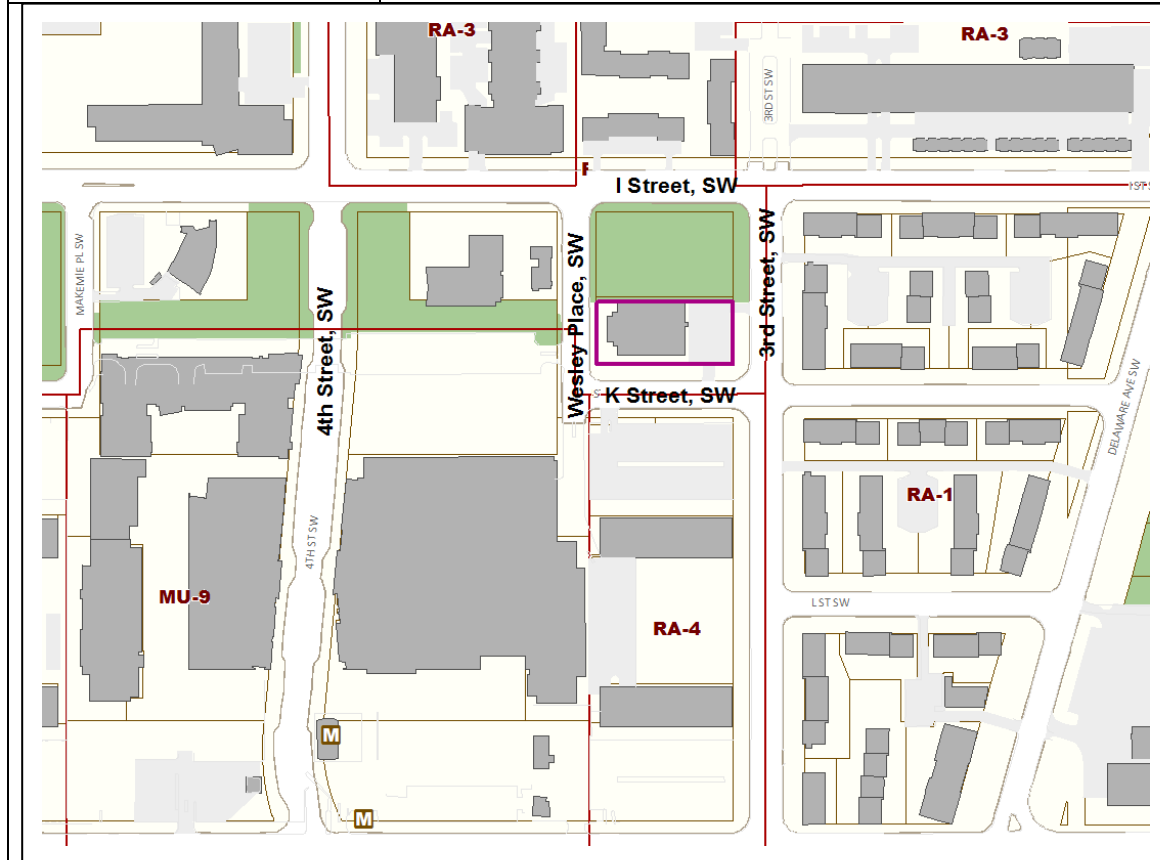 RA-3
RA-3
3RD ST SW
I Street, SW
MAKEMIE PL SW
4th Street, SW
Wesley Place, SW
3rd Street, SW
K Street, SW
DELAWARE AVE SW
RA-1
4TH ST SW
MU-9
L ST SW
RA-4
M
M